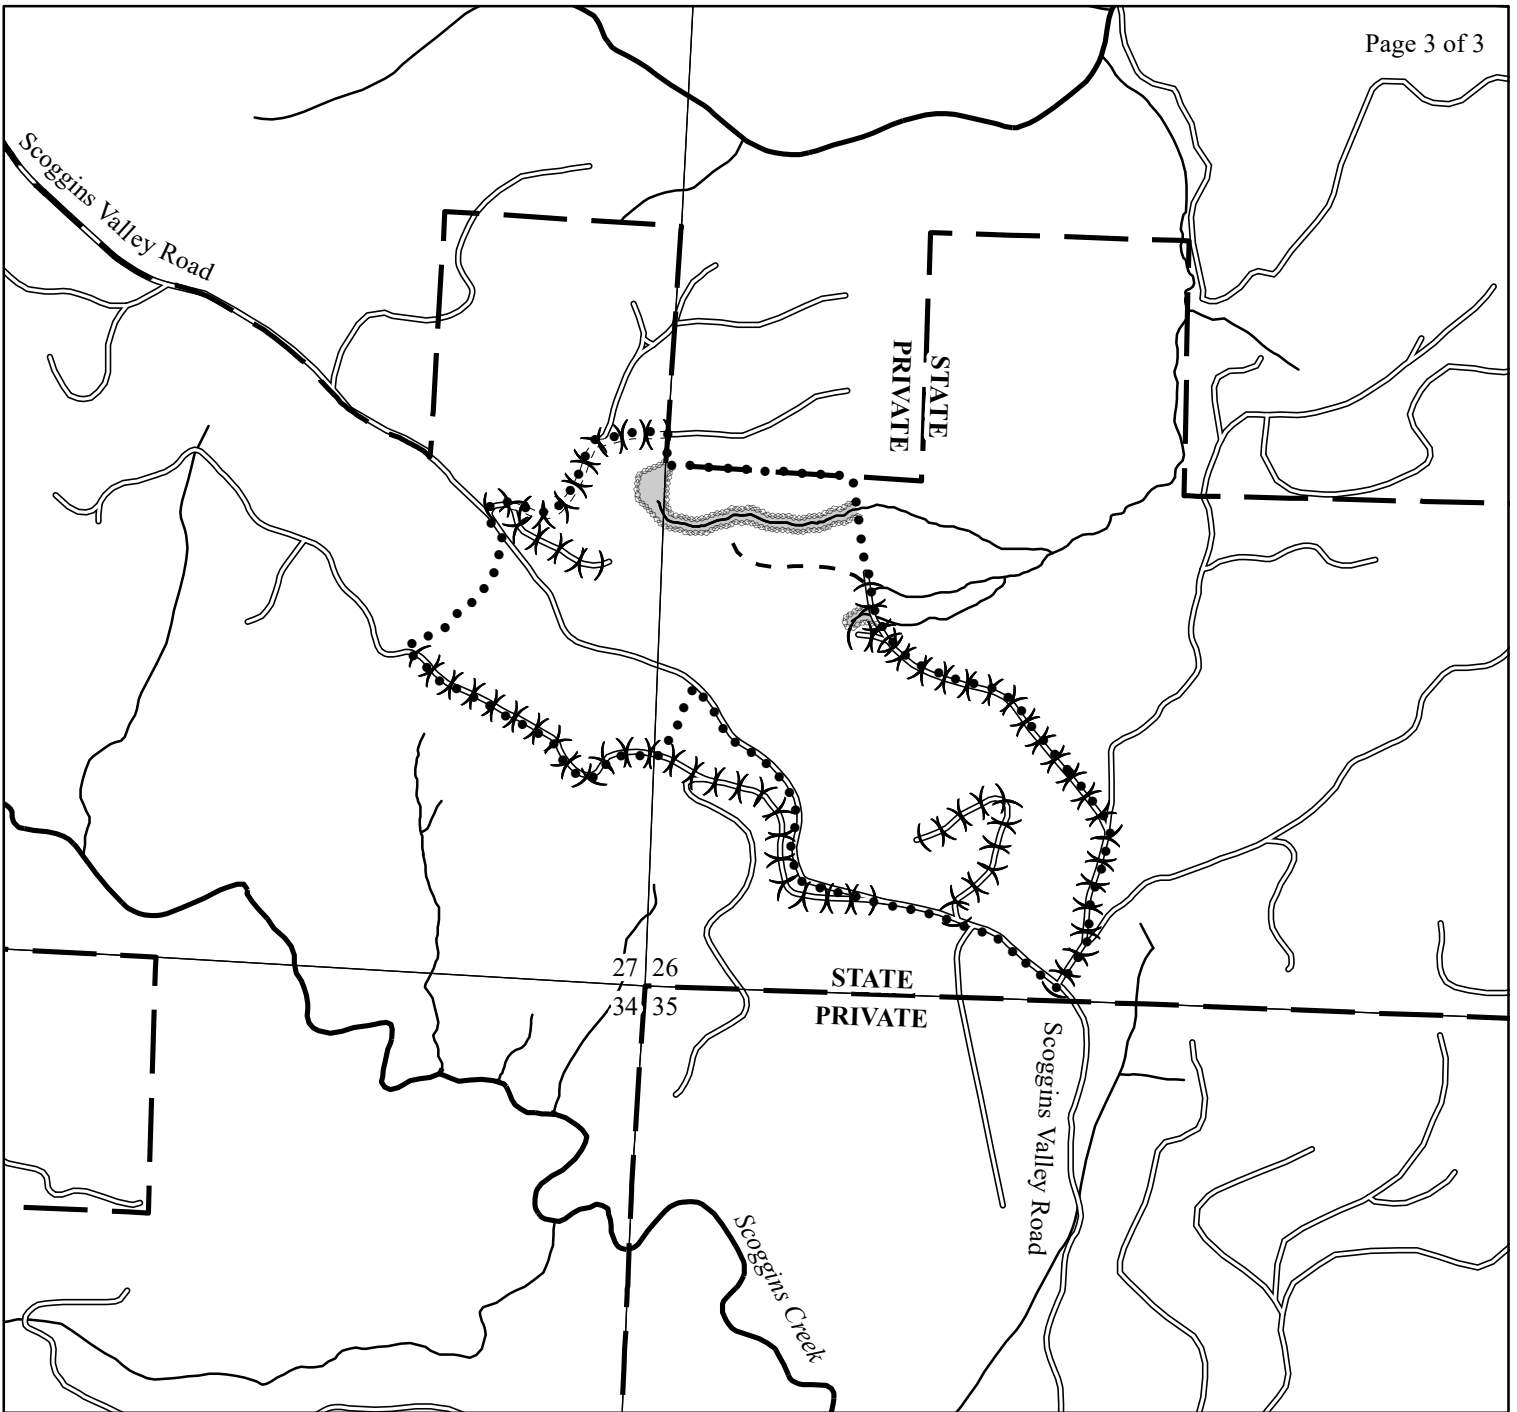 Page 3 of 3
Scoggins Valley Road
STATE
PRIVATE
27 26
34 35
STATE
PRIVATE
Scoggins Valley Road
Scoggins Creek